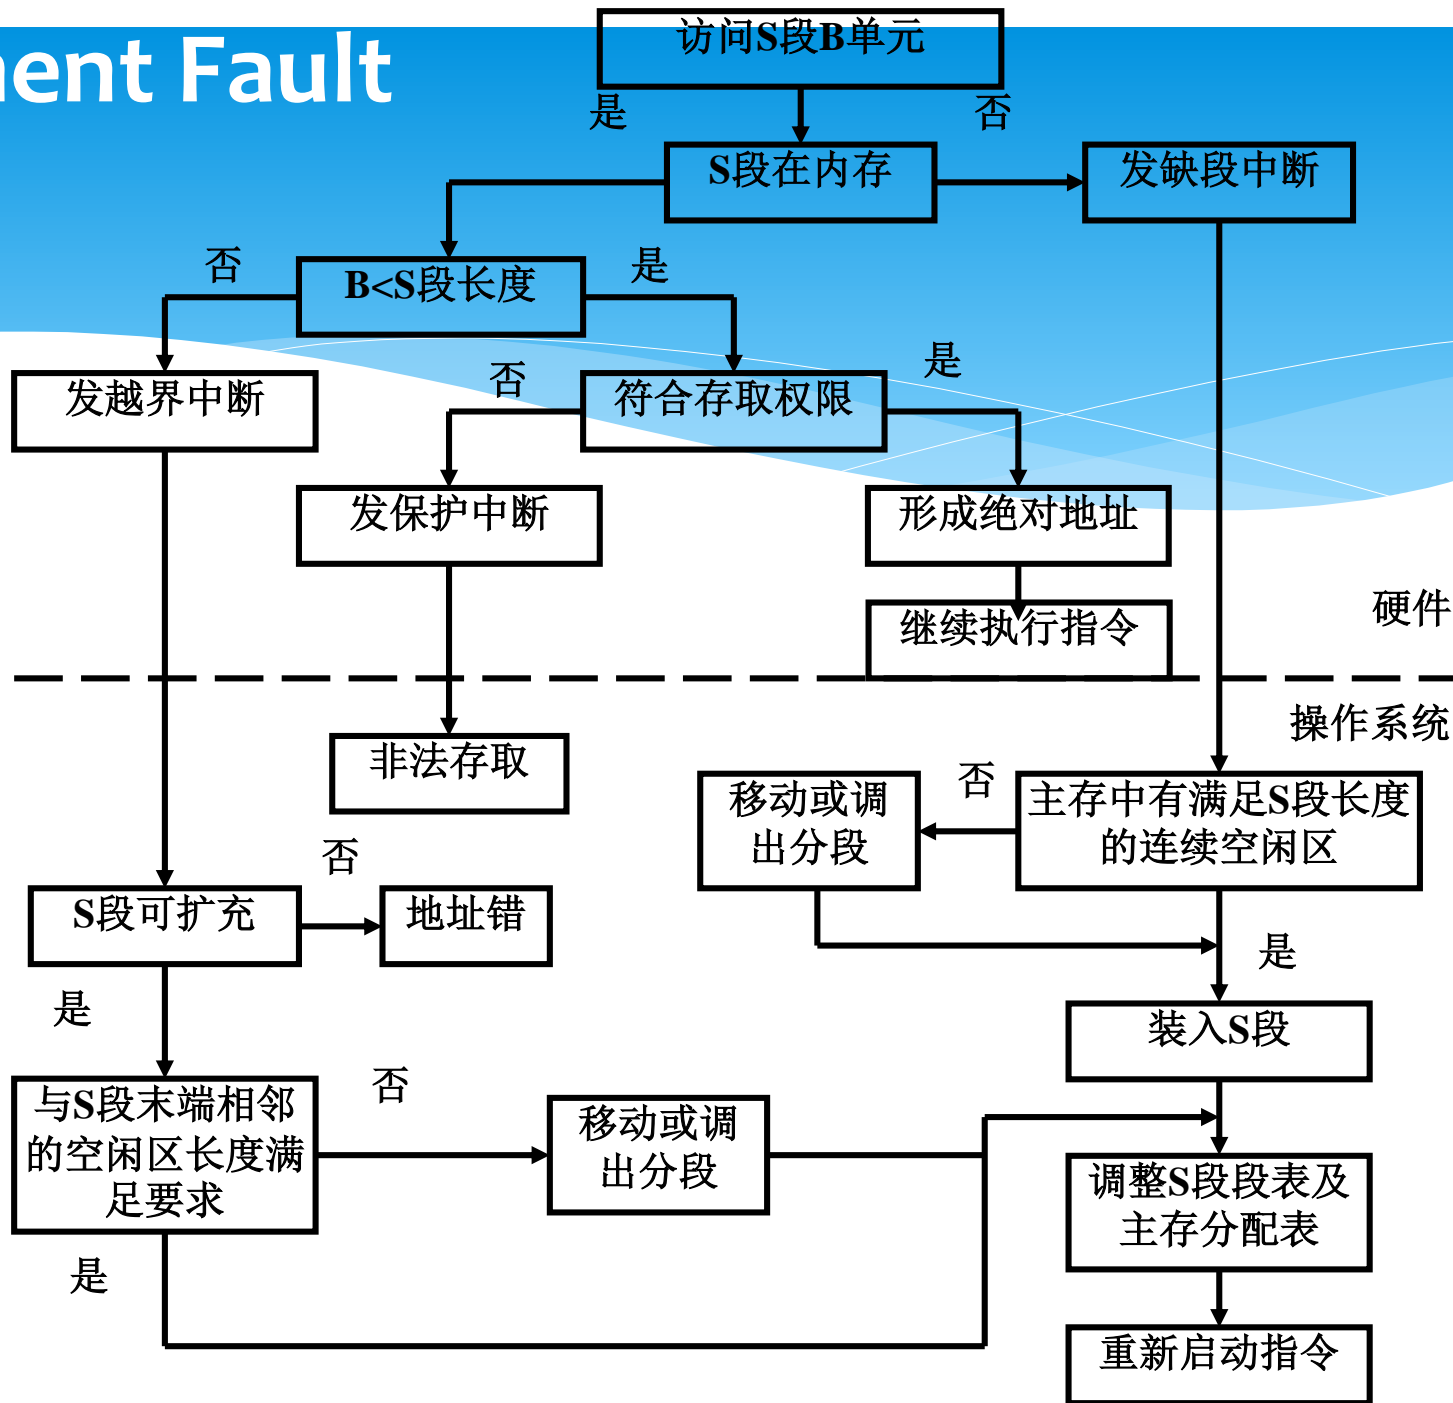 ment Fault
访问S段B单元
是
否
S段在内存
发缺段中断
否
B<S段长度
是
发越界中断
否
符合存取权限
是
发保护中断
形成绝对地址
继续执行指令
硬件
操作系统
非法存取
移动或调
出分段
否
主存中有满足S段长度
的连续空闲区
否
S段可扩充
地址错
是
是
装入S段
与S段末端相邻
的空闲区长度满
足要求
否
移动或调
出分段
调整S段段表及
主存分配表
是
重新启动指令